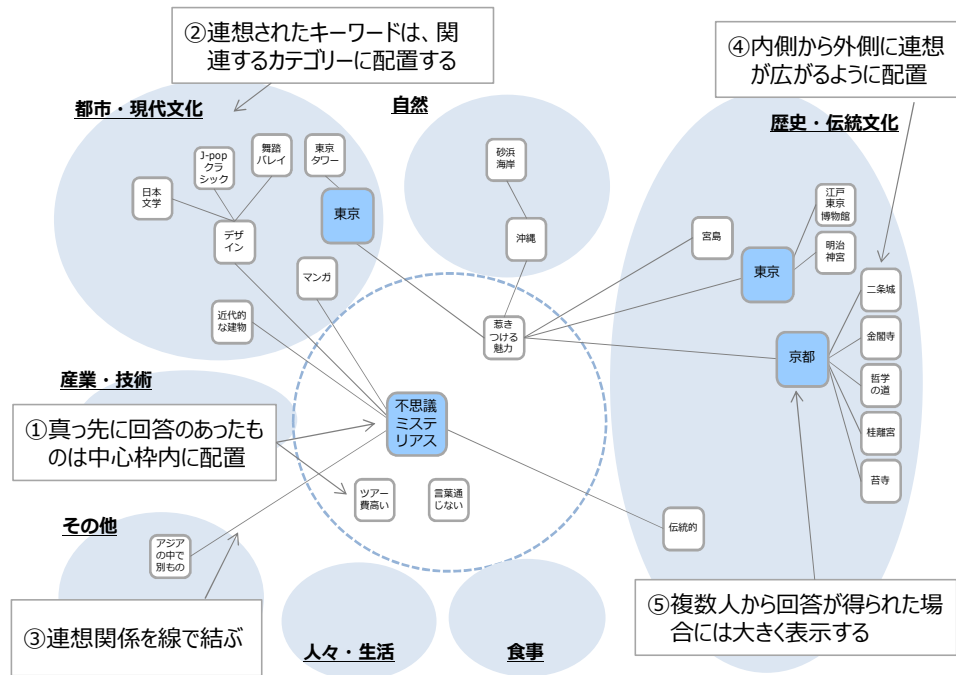 ②連想されたキーワードは、関
連するカテゴリーに配置する
④内側から外側に連想
が広がるように配置
都市・現代文化
自然
歴史・伝統文化
J-pop
クラ
シック
舞踏
バレイ
東京
タワー
日本
文学
東京
デザ
イン
マンガ
近代的
な建物
砂浜
海岸
沖縄
惹き
つける
魅力
宮島
東京
江戸
東京
博物館
明治
神宮
二条城
京都
金閣寺
哲学
の道
桂離宮
苔寺
産業・技術
①真っ先に回答のあったも
のは中心枠内に配置
不思議
ミステ
リアス
ツアー
費高い
言葉通
じない
伝統的
その他
アジア
の中で
別もの
③連想関係を線で結ぶ
人々・生活
食事
⑤複数人から回答が得られた場
合には大きく表示する